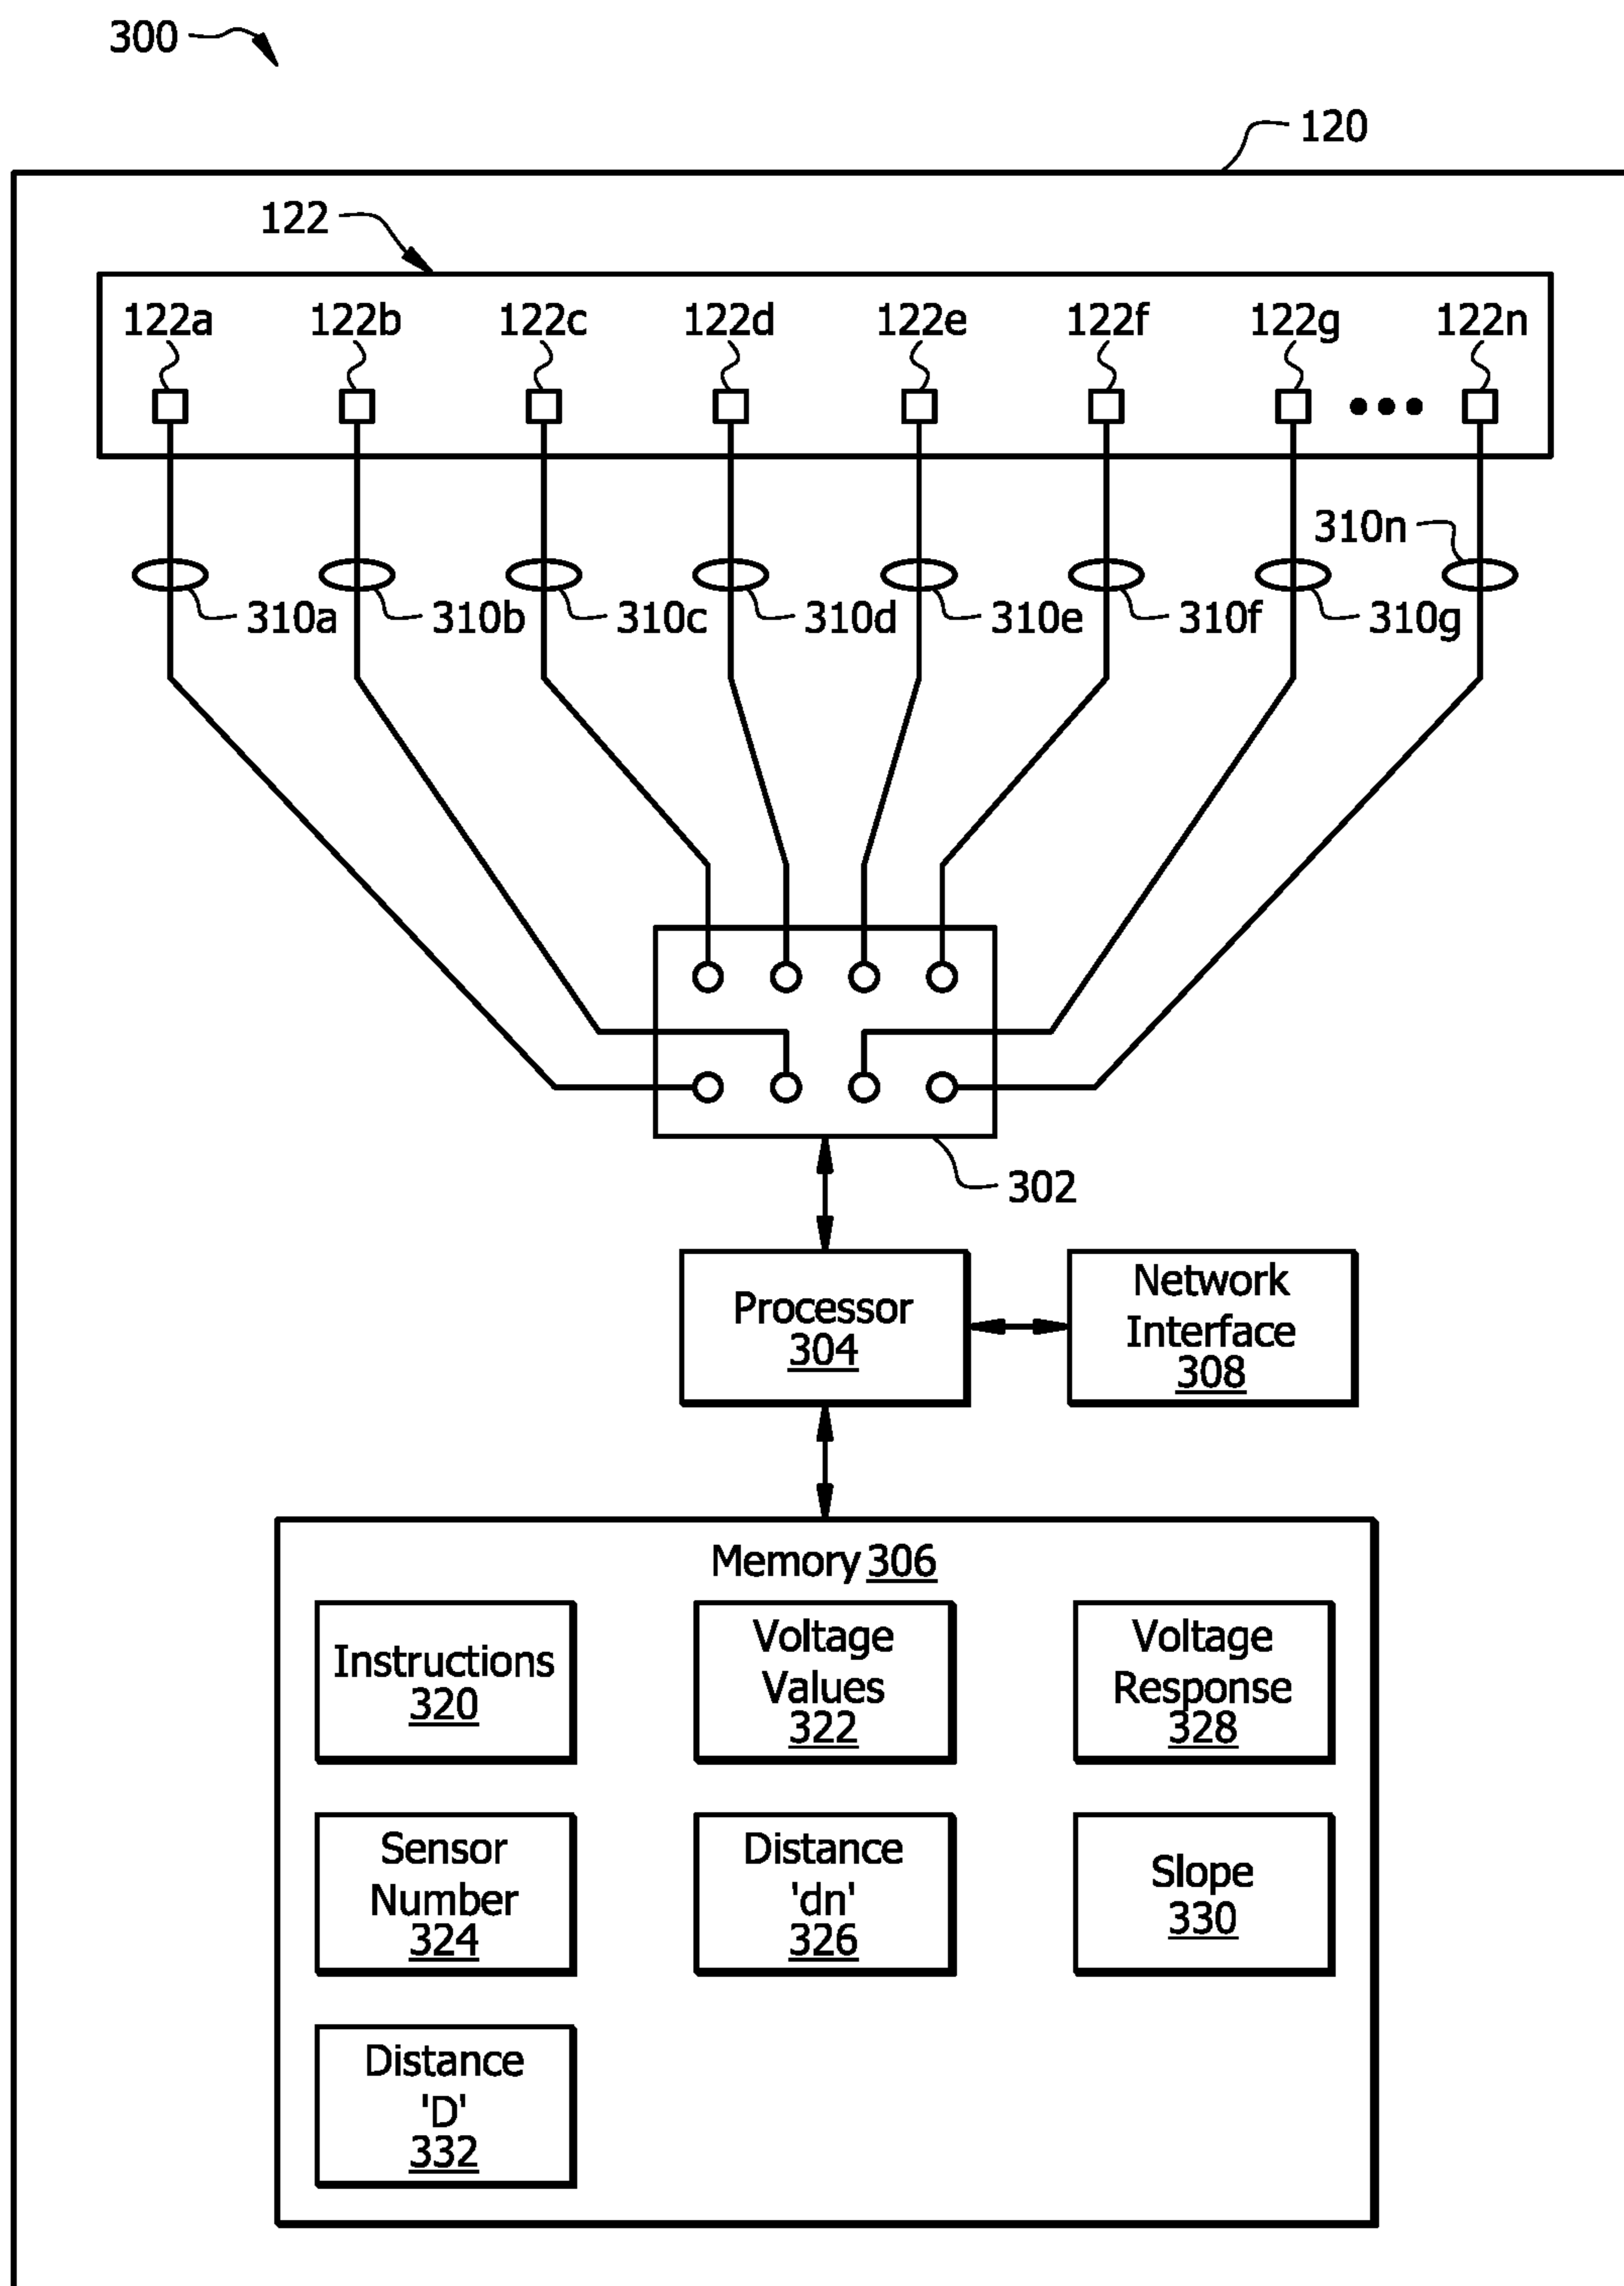 300
120
122
122a 122b 122c 122d 122e 122f 122g 122n
310n
310a 310b 310c 310d 310e 310f 310g
302
Processor
304
Network
Interface
308
Memory 306
Instructions
320
Voltage
Values
322
Voltage
Response
328
Sensor
Number
324
Distance
'dn'
326
Slope
330
Distance
'D'
332